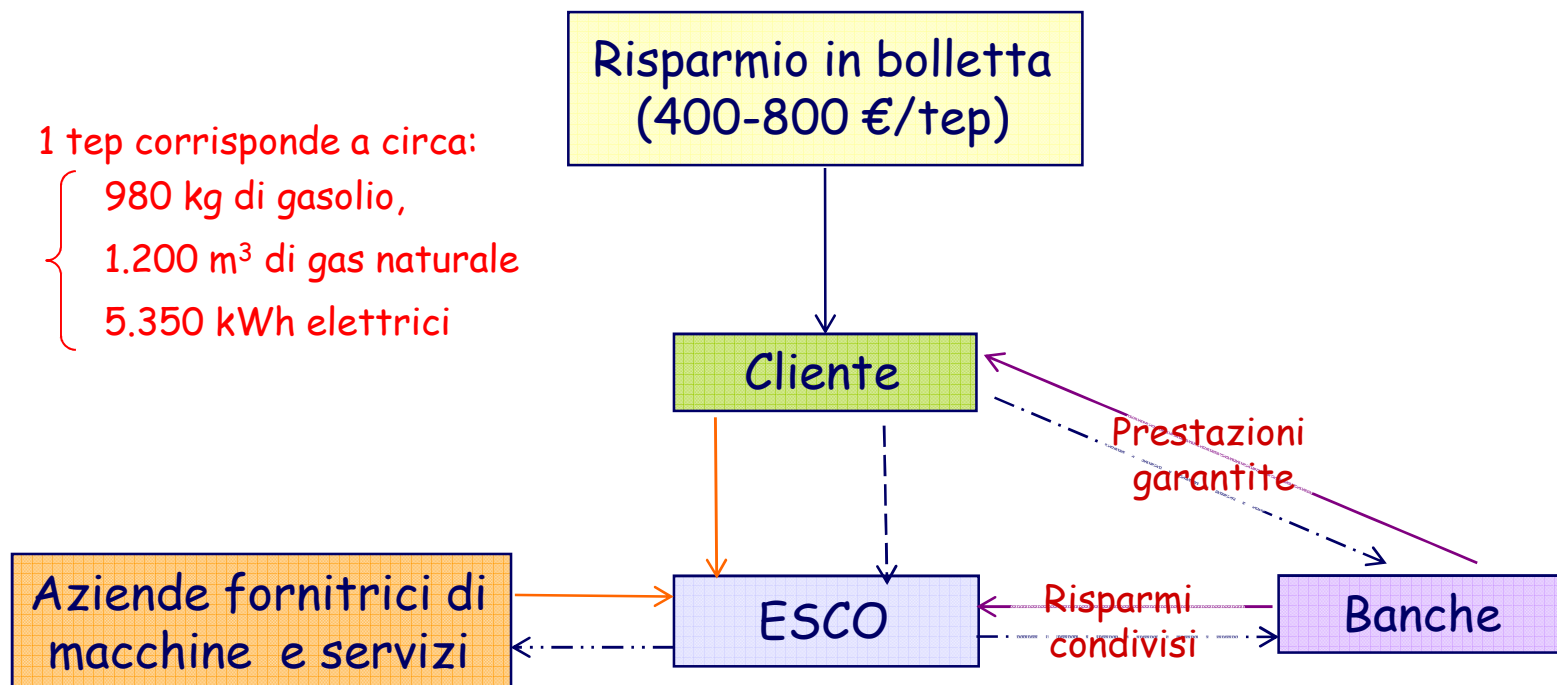 Risparmio in bolletta
(400-800 €/tep)
1 tep corrisponde a circa:
980 kg di gasolio,
1.200 m³ di gas naturale
5.350 kWh elettrici
Cliente
Prestazioni
garantite
Aziende fornitrici di
macchine e servizi
ESCO
Risparmi
condivisi
Banche